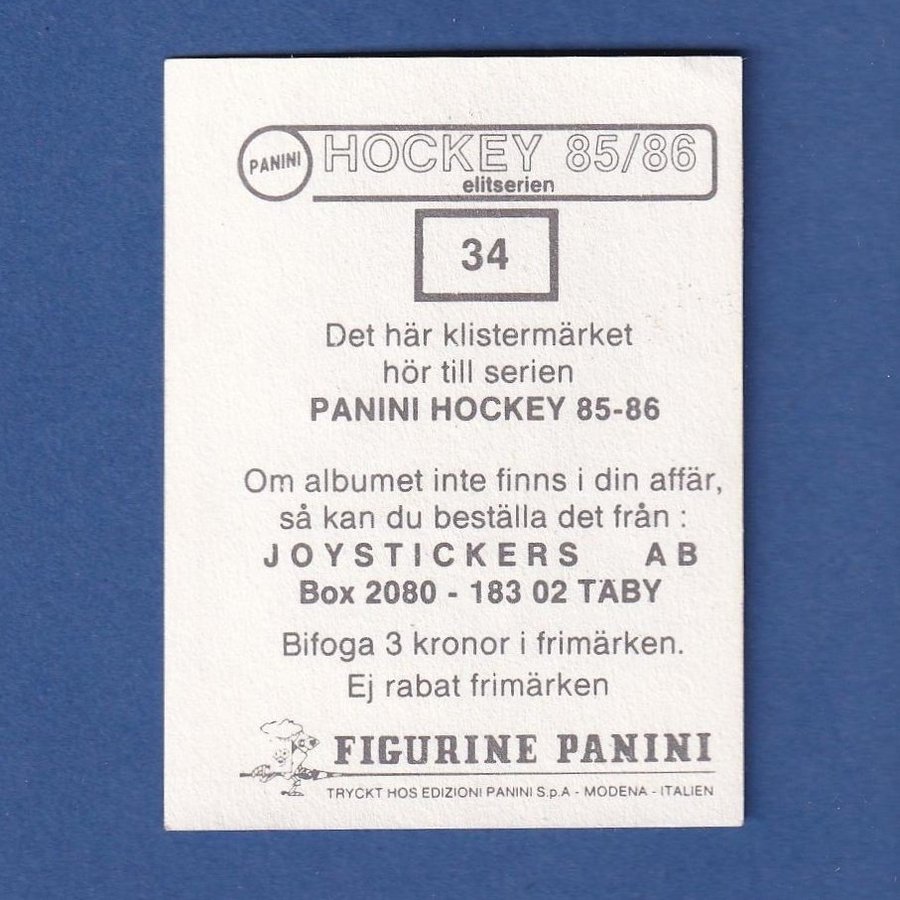 PANINI
HOCKEY 85/86
elitserien
34
Det här klistermärket
hör till serien
PANINI HOCKEY 85-86
Om albumet inte finns i din affär,
så kan du beställa det från :
JOYSTICKERS AB
Box 2080 - 183 02 TÄBY
Bifoga 3 kronor i frimärken.
Ej rabat frimärken
FIGURINE PANINI
TRYCKT HOS EDIZIONI PANINI S.p.A - MODENA - ITALIEN